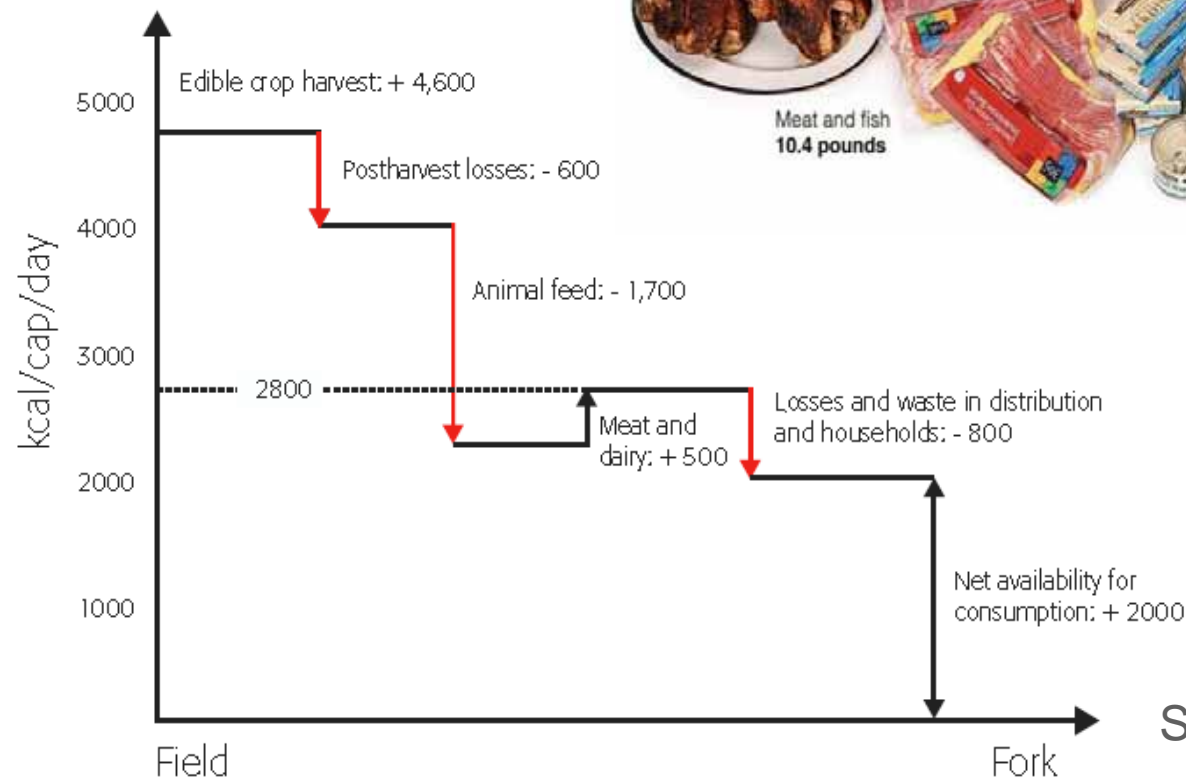 Edible crop harvest: + 4,600
Meat and fish
10.4 pounds
5000
Postharvest losses: - 600
4000
kcal/cap/day
Animal feed: - 1,700
3000
2800
Losses and waste in distribution
and households: - 800
Meat and
dairy: + 500
2000
Net availability for
consumption: + 2000
1000
S
Field
Fork